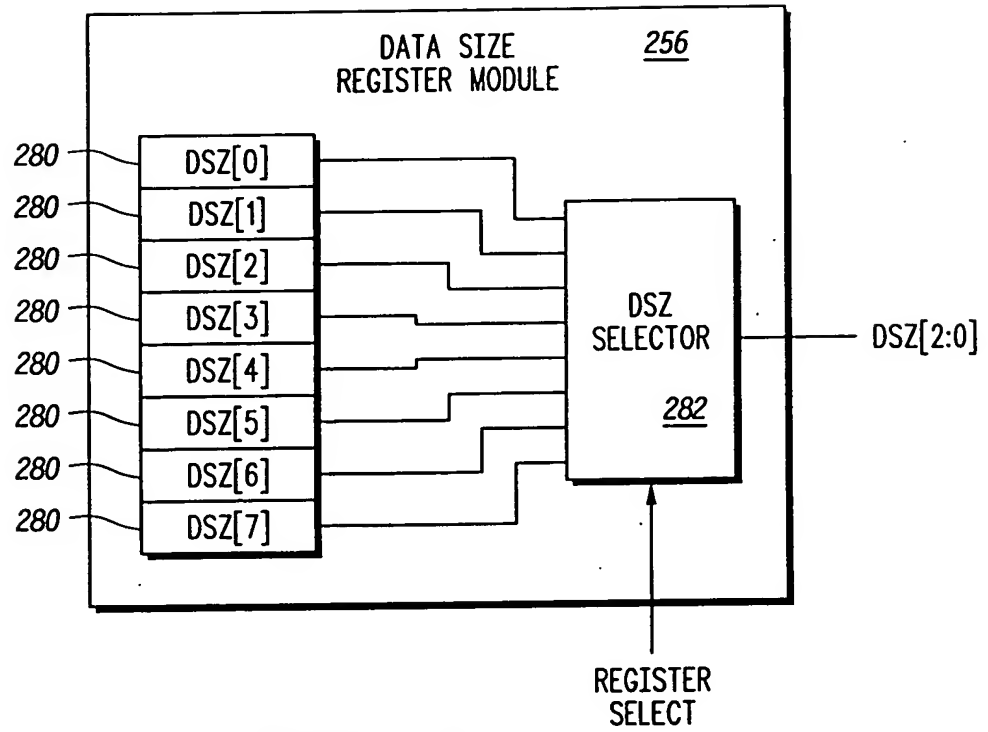 DATA SIZE
REGISTER MODULE
256
280
DSZ[0]
280
DSZ[1]
280
DSZ[2]
280
DSZ[3]
280
DSZ[4]
280
DSZ[5]
280
DSZ[6]
280
DSZ[7]
DSZ
SELECTOR
282
DSZ[2:0]
REGISTER
SELECT